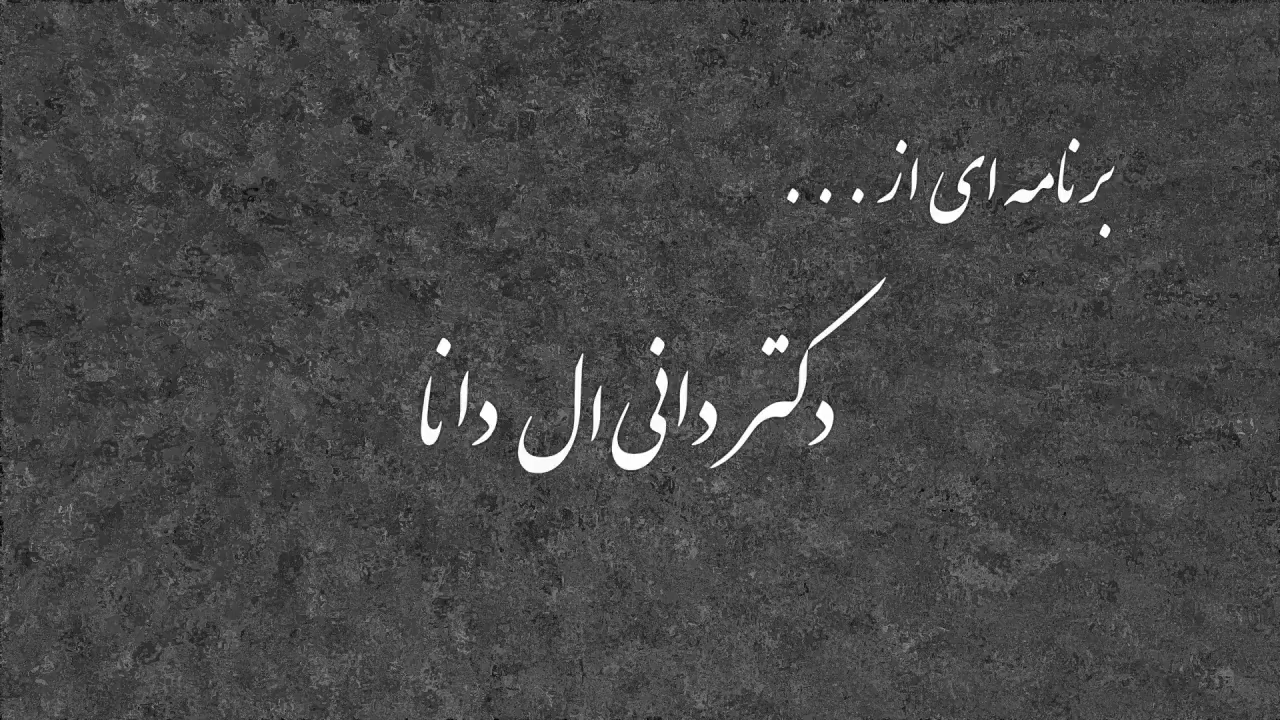 برنامه ای از . . .
دکتر دانی ال دانا